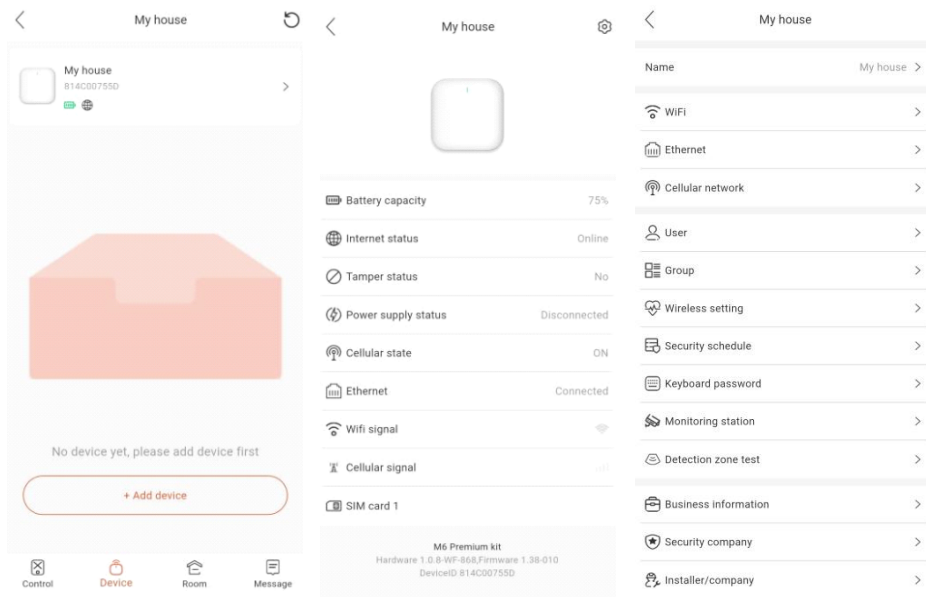 My house
My house
814C00755D
No device yet, please add device first
+ Add device
Control
Device
Room
Message
My house
Battery capacity 75%
Internet status Online
Tamper status No
Power supply status Disconnected
Cellular state ON
Ethernet Connected
Wifi signal
Cellular signal
SIM card 1
M6 Premium kit
Hardware 1.0.8-WF-868,Firmware 1.38-010
DeviceID 814C00755D
My house
Name My house
WiFi
Ethernet
Cellular network
User
Group
Wireless setting
Security schedule
Keyboard password
Monitoring station
Detection zone test
Business information
Security company
Installer/company